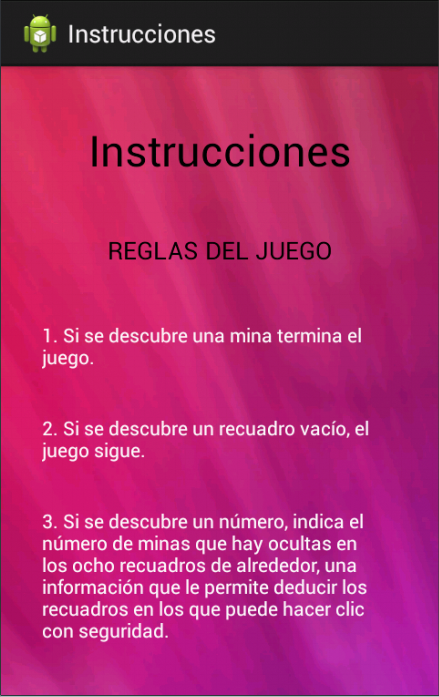 Instrucciones
Instrucciones
REGLAS DEL JUEGO
1. Si se descubre una mina termina el
juego.
2. Si se descubre un recuadro vacío, el
juego sigue.
3. Si se descubre un número, indica el
número de minas que hay ocultas en
los ocho recuadros de alrededor, una
información que le permite deducir los
recuadros en los que puede hacer clic
con seguridad.